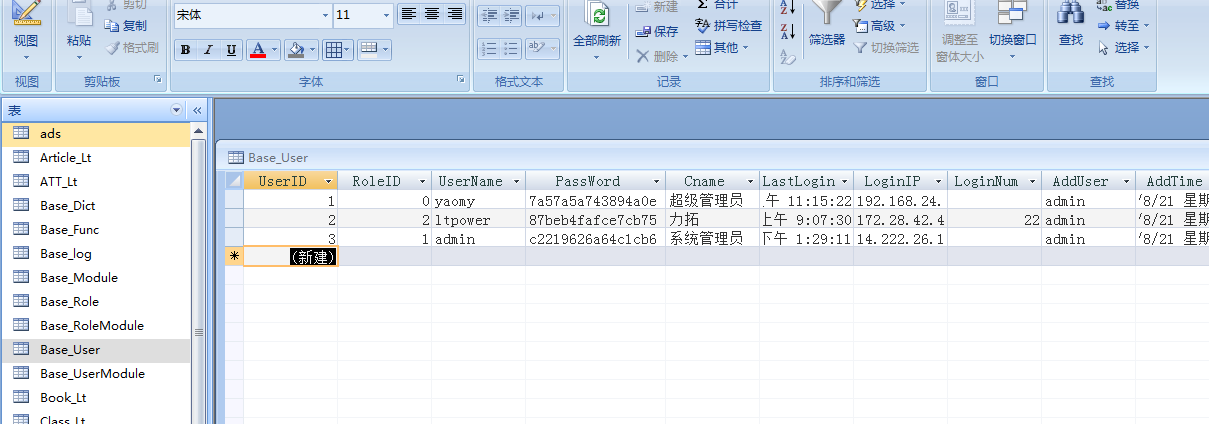 剪切
宋体 11
新建 合计
选择
替换
复制
保存 拼写检查
高级
转至
视图 粘贴 格式刷
B I U A
全部刷新 删除 其他
筛选器 切换筛选
调整至窗体大小 切换窗口
查找 选择
视图 剪贴板 字体 格式文本 记录 排序和筛选 窗口 查找
表
ads
Article_Lt
ATT_Lt
Base_Dict
Base_Func
Base_log
Base_Module
Base_Role
Base_RoleModule
Base_User
Base_UserModule
Book_Lt
Class_Lt
Base_User
UserID RoleID UserName PassWord Cname LastLogin LoginIP LoginNum AddUser AddTime
1 0 yaomy 7a57a5a743894a0e 超级管理员 午 11:15:22 192.168.24. admin /8/21 星期
2 2 ltpower 87beb4fafce7cb75 力拓 上午 9:07:30 172.28.42.4 22 admin /8/21 星期
3 1 admin c2219626a64c1cb6 系统管理员 下午 1:29:11 14.222.26.1 admin /8/21 星期
* (新建)